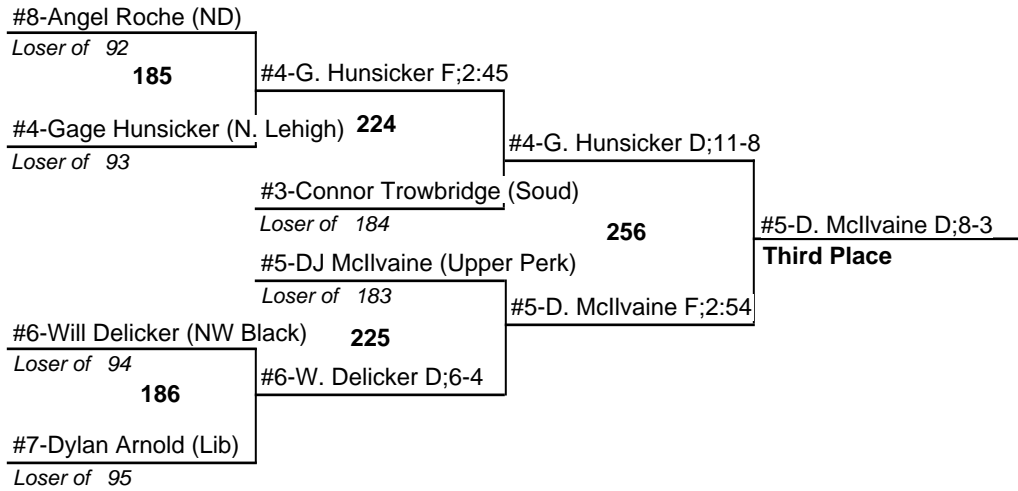 #8-Angel Roche (ND)
Loser of 92
185
#4-G. Hunsicker F;2:45
#4-Gage Hunsicker (N. Lehigh)
224
#4-G. Hunsicker D;11-8
Loser of 93
#3-Connor Trowbridge (Soud)
Loser of 184
256
#5-D. McIlvaine D;8-3
Third Place
#5-DJ McIlvaine (Upper Perk)
Loser of 183
#5-D. McIlvaine F;2:54
#6-Will Delicker (NW Black)
225
Loser of 94
186
#6-W. Delicker D;6-4
#7-Dylan Arnold (Lib)
Loser of 95